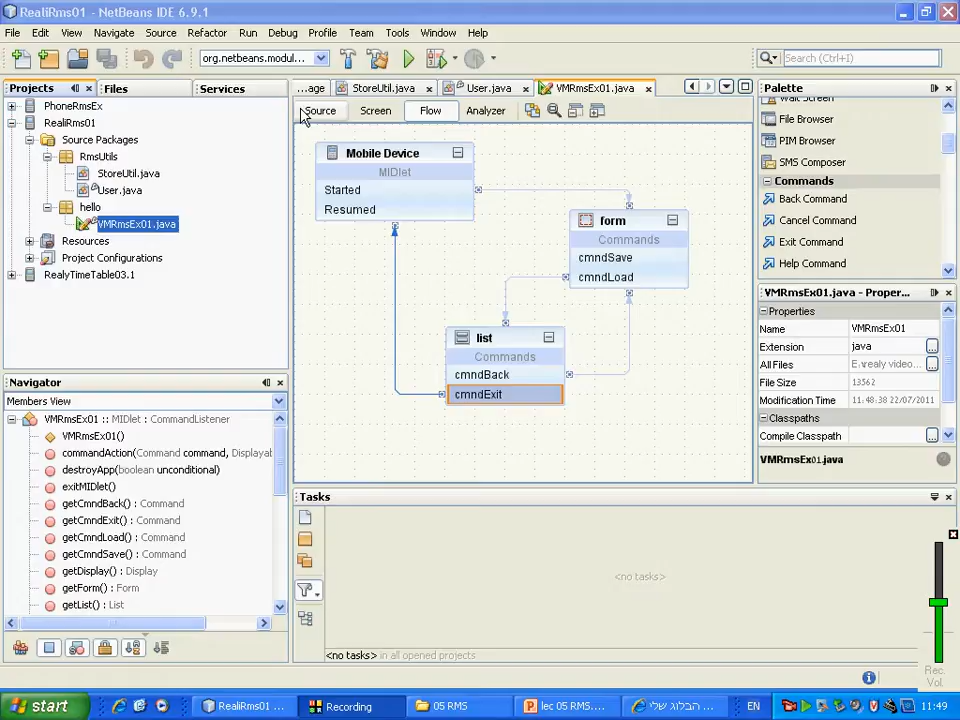 RealiRms01 - NetBeans IDE 6.9.1
File Edit View Navigate Source Refactor Run Debug Profile Team Tools Window Help
org.netbeans.modul...
Search (Ctrl+I)
Projects
Files
Services
PhoneRmsEx
RealiRms01
Source Packages
RmsUtils
StoreUtil.java
User.java
hello
VMRmsEx01.java
Resources
Project Configurations
RealyTimeTable03.1
Navigator
Members View
VMRmsEx01 :: MIDlet : CommandListener
VMRmsEx01()
commandAction(Command command, Displayab
destroyApp(boolean unconditional)
exitMIDlet()
getCmndBack() : Command
getCmndExit() : Command
getCmndLoad() : Command
getCmndSave() : Command
getDisplay() : Display
getForm() : Form
getList() : List
...age StoreUtil.java User.java VMRmsEx01.java
Source Screen Flow Analyzer
Mobile Device
MIDlet
Started
Resumed
form
Commands
cmndSave
cmndLoad
list
Commands
cmndBack
cmndExit
Tasks
<no tasks>
<no tasks> in all opened projects
Palette
Wait Screen
File Browser
PIM Browser
SMS Composer
Commands
Back Command
Cancel Command
Exit Command
Help Command
VMRmsEx01.java - Proper...
Properties
Name VMRmsEx01
Extension java
All Files E:\realy video...
File Size 13562
Modification Time 11:48:38 22/07/2011
Classpaths
Compile Classpath
VMRmsEx01.java
Rec.
Vol.
start
RealiRms01 - ...
Recording
05 RMS
lec 05 RMS....
הבלוג שלי ...
EN
11:49